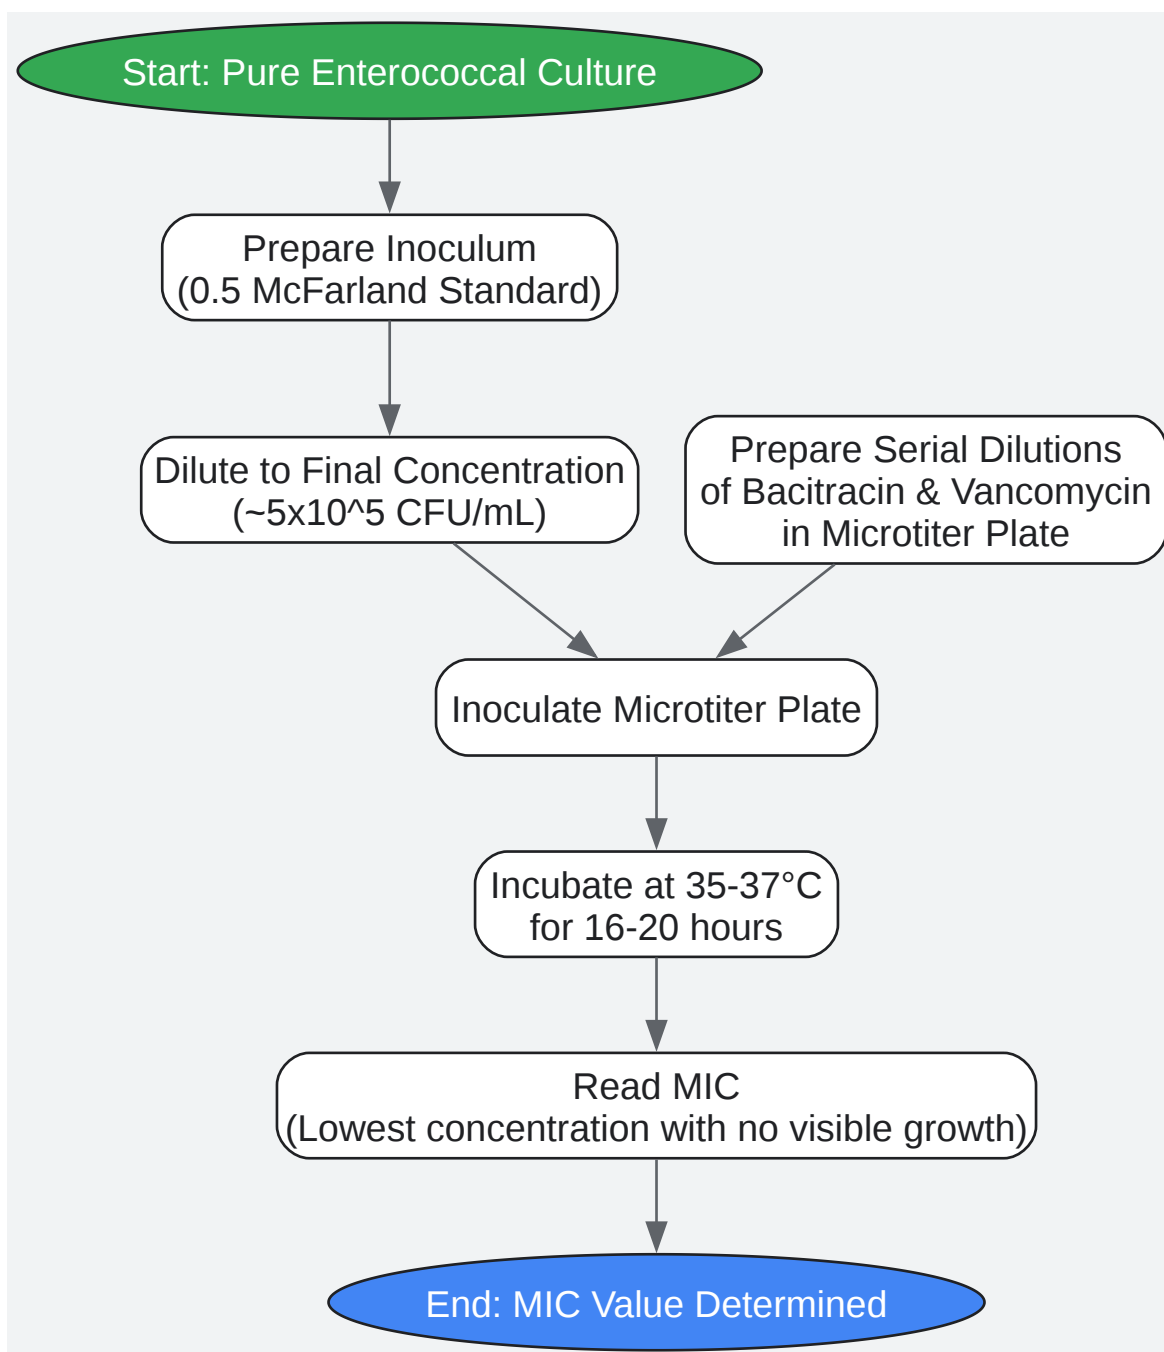 Start: Pure Enterococcal Culture
Prepare Inoculum
(0.5 McFarland Standard)
Dilute to Final Concentration
(~5x10^5 CFU/mL)
Prepare Serial Dilutions
of Bacitracin & Vancomycin
in Microtiter Plate
Inoculate Microtiter Plate
Incubate at 35-37°C
for 16-20 hours
Read MIC
(Lowest concentration with no visible growth)
End: MIC Value Determined